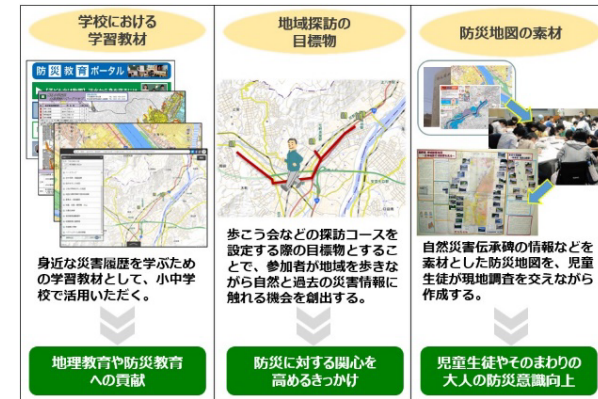 学校における
学習教材
防災教育ポータル
身近な災害履歴を学ぶため
の学習教材として、小中学
校で活用いただく。
地理教育や防災教育
への貢献
地域探訪の
目標物
歩こう会などの探訪コースを
設定する際の目標物とするこ
とで、参加者が地域を歩きな
がら自然と過去の災害情報に
触れる機会を創出する。
防災に対する関心を
高めるきっかけ
防災地図の素材
自然災害伝承碑の情報などを
素材とした防災地図を、児童
生徒が現地調査を交えながら
作成する。
児童生徒やそのまわりの
大人の防災意識向上